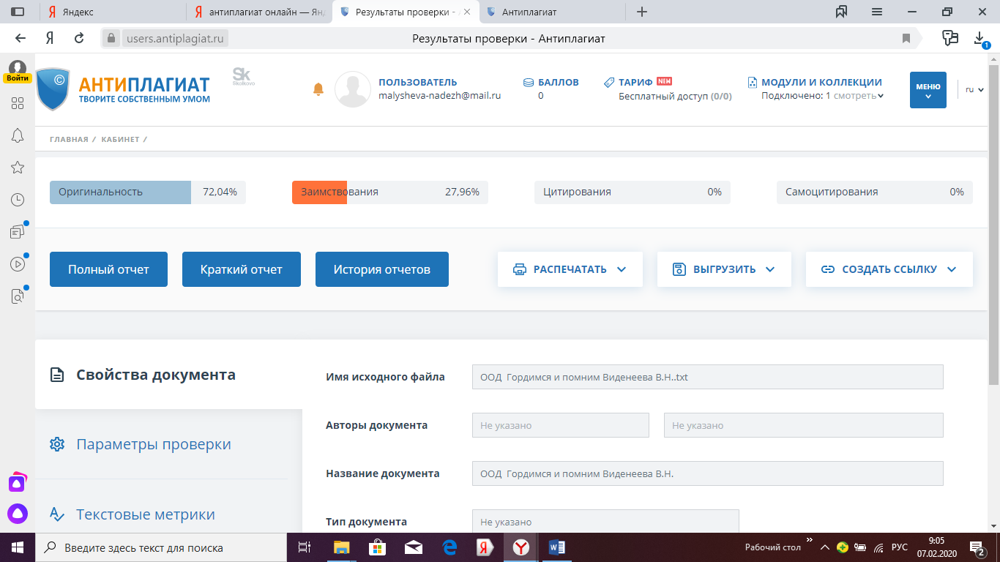 Яндекс
антиплагиат онлайн — Ян
Результаты проверки -
Антиплагиат
users.antiplagiat.ru
Результаты проверки - Антиплагиат
1
Войти
АНТИПЛАГИАТ
ТВОРИТЕ СОБСТВЕННЫМ УМОМ
Sk
Skolkovo
ПОЛЬЗОВАТЕЛЬ
malysheva-nadezh@mail.ru
БАЛЛОВ
0
ТАРИФ NEW
Бесплатный доступ (0/0)
МОДУЛИ И КОЛЛЕКЦИИ
Подключено: 1 смотреть
МЕНЮ
ru
ГЛАВНАЯ / КАБИНЕТ /
Оригинальность 72,04%
Заимствования 27,96%
Цитирования 0%
Самоцитирования 0%
Полный отчет
Краткий отчет
История отчетов
РАСПЕЧАТАТЬ
ВЫГРУЗИТЬ
СОЗДАТЬ ССЫЛКУ
Свойства документа
Параметры проверки
Текстовые метрики
Имя исходного файла ООД Гордимся и помним Виденеева В.Н..txt
Авторы документа Не указано Не указано
Название документа ООД Гордимся и помним Виденеева В.Н.
Тип документа Не указано
Введите здесь текст для поиска
Рабочий стол
РУС
9:05
07.02.2020
2